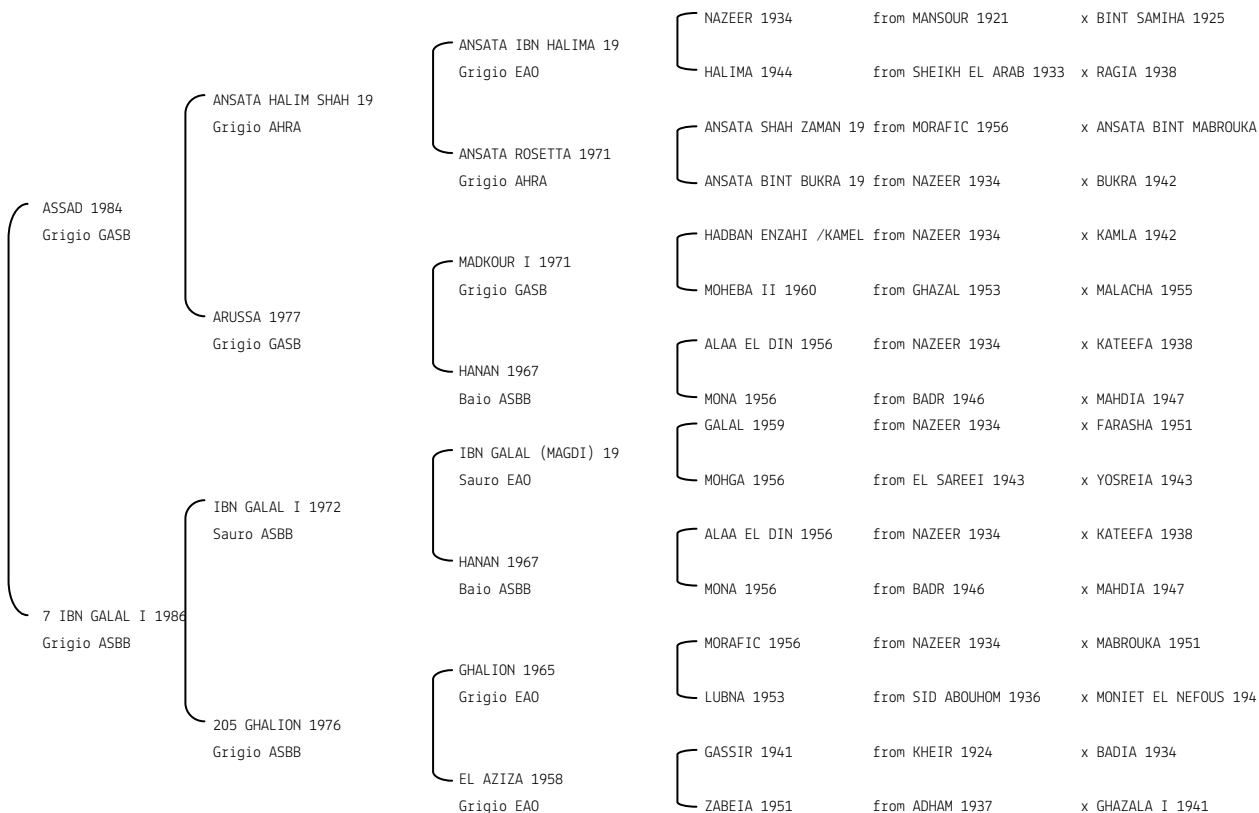 NAZEER 1934 from MANSOUR 1921 x BINT SAMIHA 1925
ANSATA IBN HALIMA 19
Grigio EAO
HALIMA 1944 from SHEIKH EL ARAB 1933 x RAGIA 1938
ANSATA HALIM SHAH 19
Grigio AHRA
ANSATA SHAH ZAMAN 19 from MORAFIC 1956 x ANSATA BINT MABROUKA
ANSATA ROSETTA 1971
Grigio AHRA
ANSATA BINT BUKRA 19 from NAZEER 1934 x BUKRA 1942
ASSAD 1984
Grigio GASB
HADBAN ENZAHI /KAMEL from NAZEER 1934 x KAMLA 1942
MADKOUR I 1971
Grigio GASB
MOHEBA II 1960 from GHAZAL 1953 x MALACHA 1955
ARUSSA 1977
Grigio GASB
ALAA EL DIN 1956 from NAZEER 1934 x KATEEFA 1938
HANAN 1967
Baio ASBB
MONA 1956 from BADR 1946 x MAHDIA 1947
GALAL 1959 from NAZEER 1934 x FARASHA 1951
IBN GALAL (MAGDI) 19
Sauro EAO
MOHGA 1956 from EL SAREEI 1943 x YOSREIA 1943
IBN GALAL I 1972
Sauro ASBB
ALAA EL DIN 1956 from NAZEER 1934 x KATEEFA 1938
HANAN 1967
Baio ASBB
MONA 1956 from BADR 1946 x MAHDIA 1947
7 IBN GALAL I 1986
Grigio ASBB
MORAFIC 1956 from NAZEER 1934 x MABROUKA 1951
GHALION 1965
Grigio EAO
LUBNA 1953 from SID ABOUHOM 1936 x MONIET EL NEFOUS 194
205 GHALION 1976
Grigio ASBB
GASSIR 1941 from KHEIR 1924 x BADIA 1934
EL AZIZA 1958
Grigio EAO
ZABEIA 1951 from ADHAM 1937 x GHAZALA I 1941